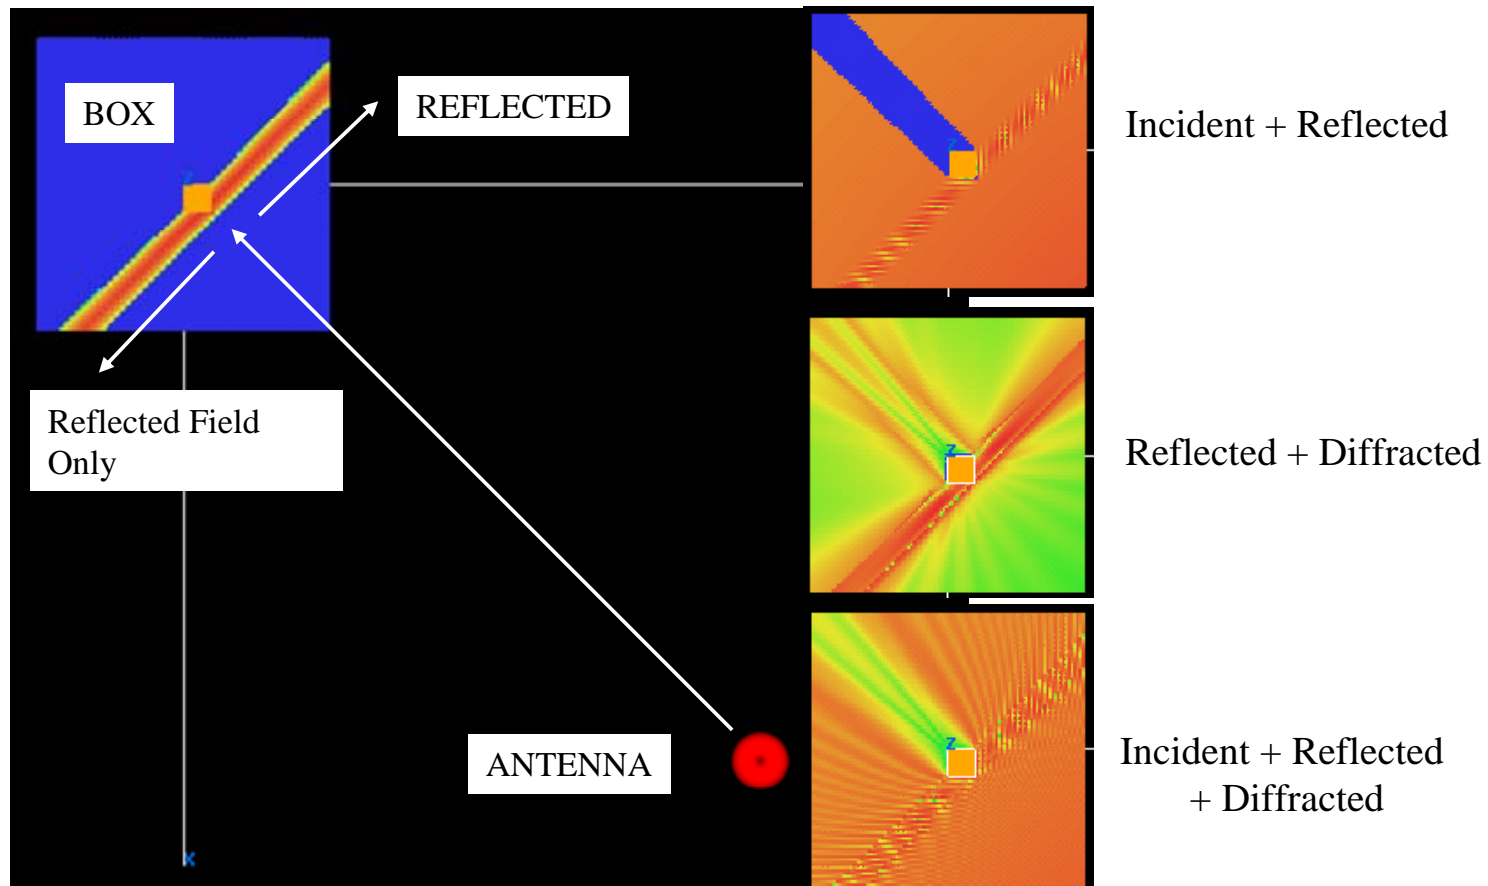 BOX
REFLECTED
Reflected Field
Only
ANTENNA
X
Z
Incident + Reflected
Z
Reflected + Diffracted
Z
Incident + Reflected
+ Diffracted
Z